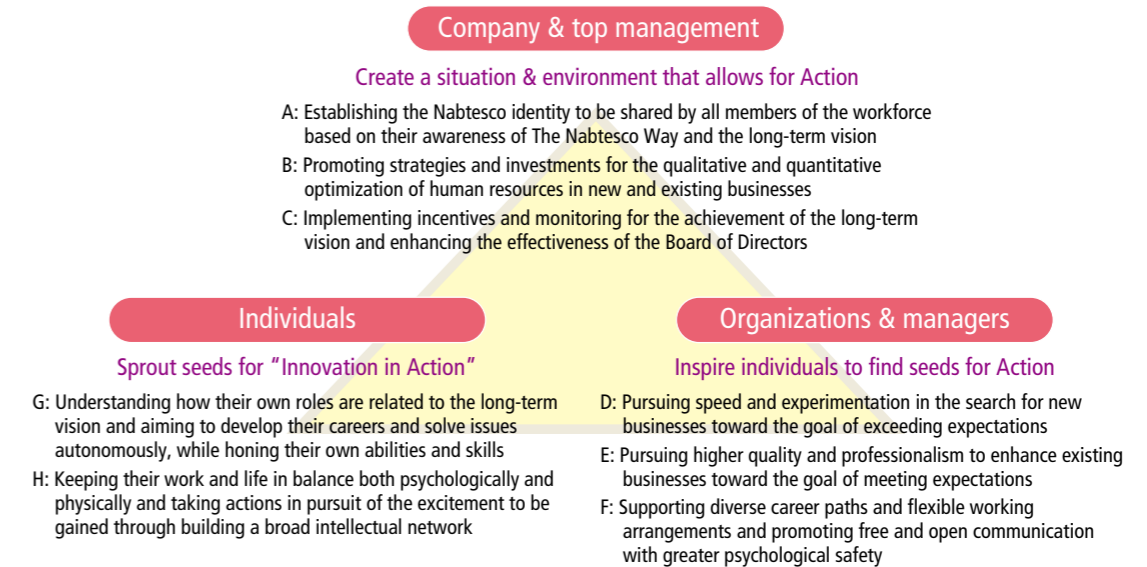 Company & top management
Create a situation & environment that allows for Action
A: Establishing the Nabtesco identity to be shared by all members of the workforce
based on their awareness of The Nabtesco Way and the long-term vision
B: Promoting strategies and investments for the qualitative and quantitative
optimization of human resources in new and existing businesses
C: Implementing incentives and monitoring for the achievement of the long-term
vision and enhancing the effectiveness of the Board of Directors
Individuals
Sprout seeds for “Innovation in Action”
G: Understanding how their own roles are related to the long-term
vision and aiming to develop their careers and solve issues
autonomously, while honing their own abilities and skills
H: Keeping their work and life in balance both psychologically and
physically and taking actions in pursuit of the excitement to be
gained through building a broad intellectual network
Organizations & managers
Inspire individuals to find seeds for Action
D: Pursuing speed and experimentation in the search for new
businesses toward the goal of exceeding expectations
E: Pursuing higher quality and professionalism to enhance existing
businesses toward the goal of meeting expectations
F: Supporting diverse career paths and flexible working
arrangements and promoting free and open communication
with greater psychological safety